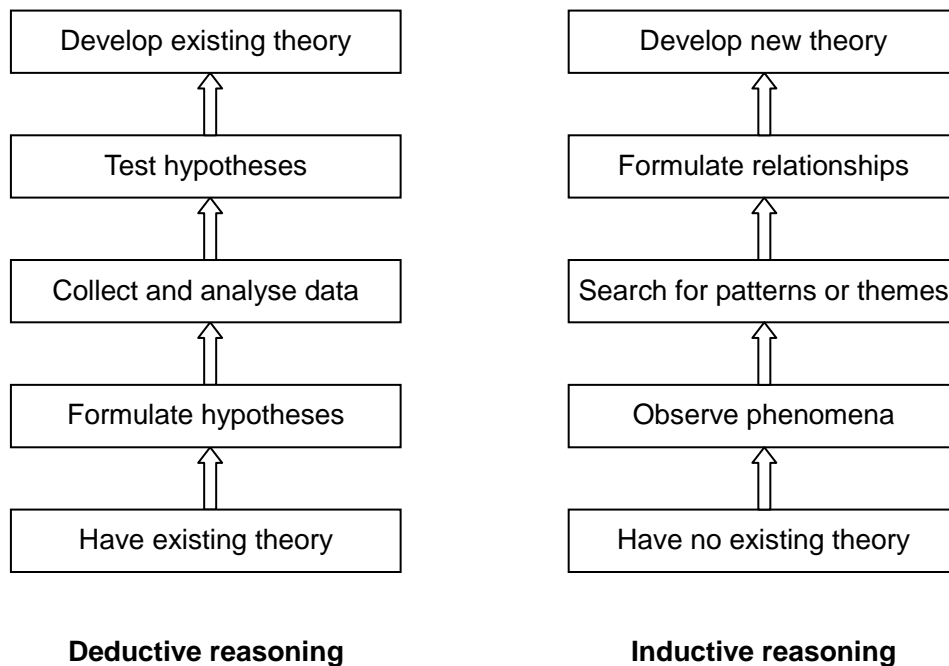 Develop existing theory
Test hypotheses
Collect and analyse data
Formulate hypotheses
Have existing theory
Deductive reasoning
Develop new theory
Formulate relationships
Search for patterns or themes
Observe phenomena
Have no existing theory
Inductive reasoning